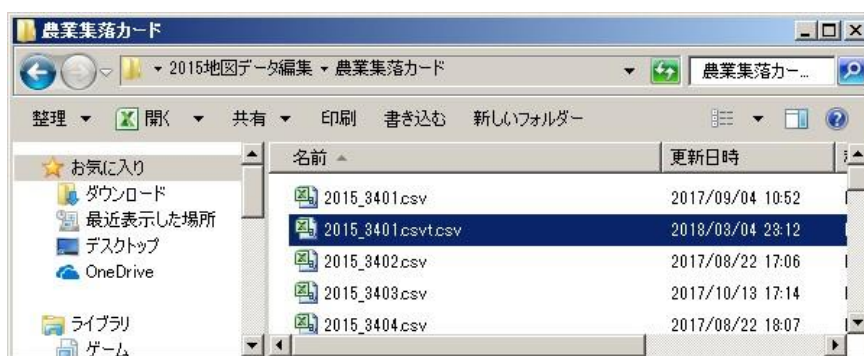 農業集落カード
2015地図データ編集 農業集落カード
農業集落カー...
整理 開く 共有 印刷 書き込む 新しいフォルダー
お気に入り
ダウンロード
最近表示した場所
デスクトップ
OneDrive
ライブラリ
ゲーム
名前 更新日時
2015_3401.csv 2017/09/04 10:52
2015_3401.csvt.csv 2018/03/04 23:12
2015_3402.csv 2017/08/22 17:06
2015_3403.csv 2017/10/13 17:14
2015_3404.csv 2017/08/22 18:07